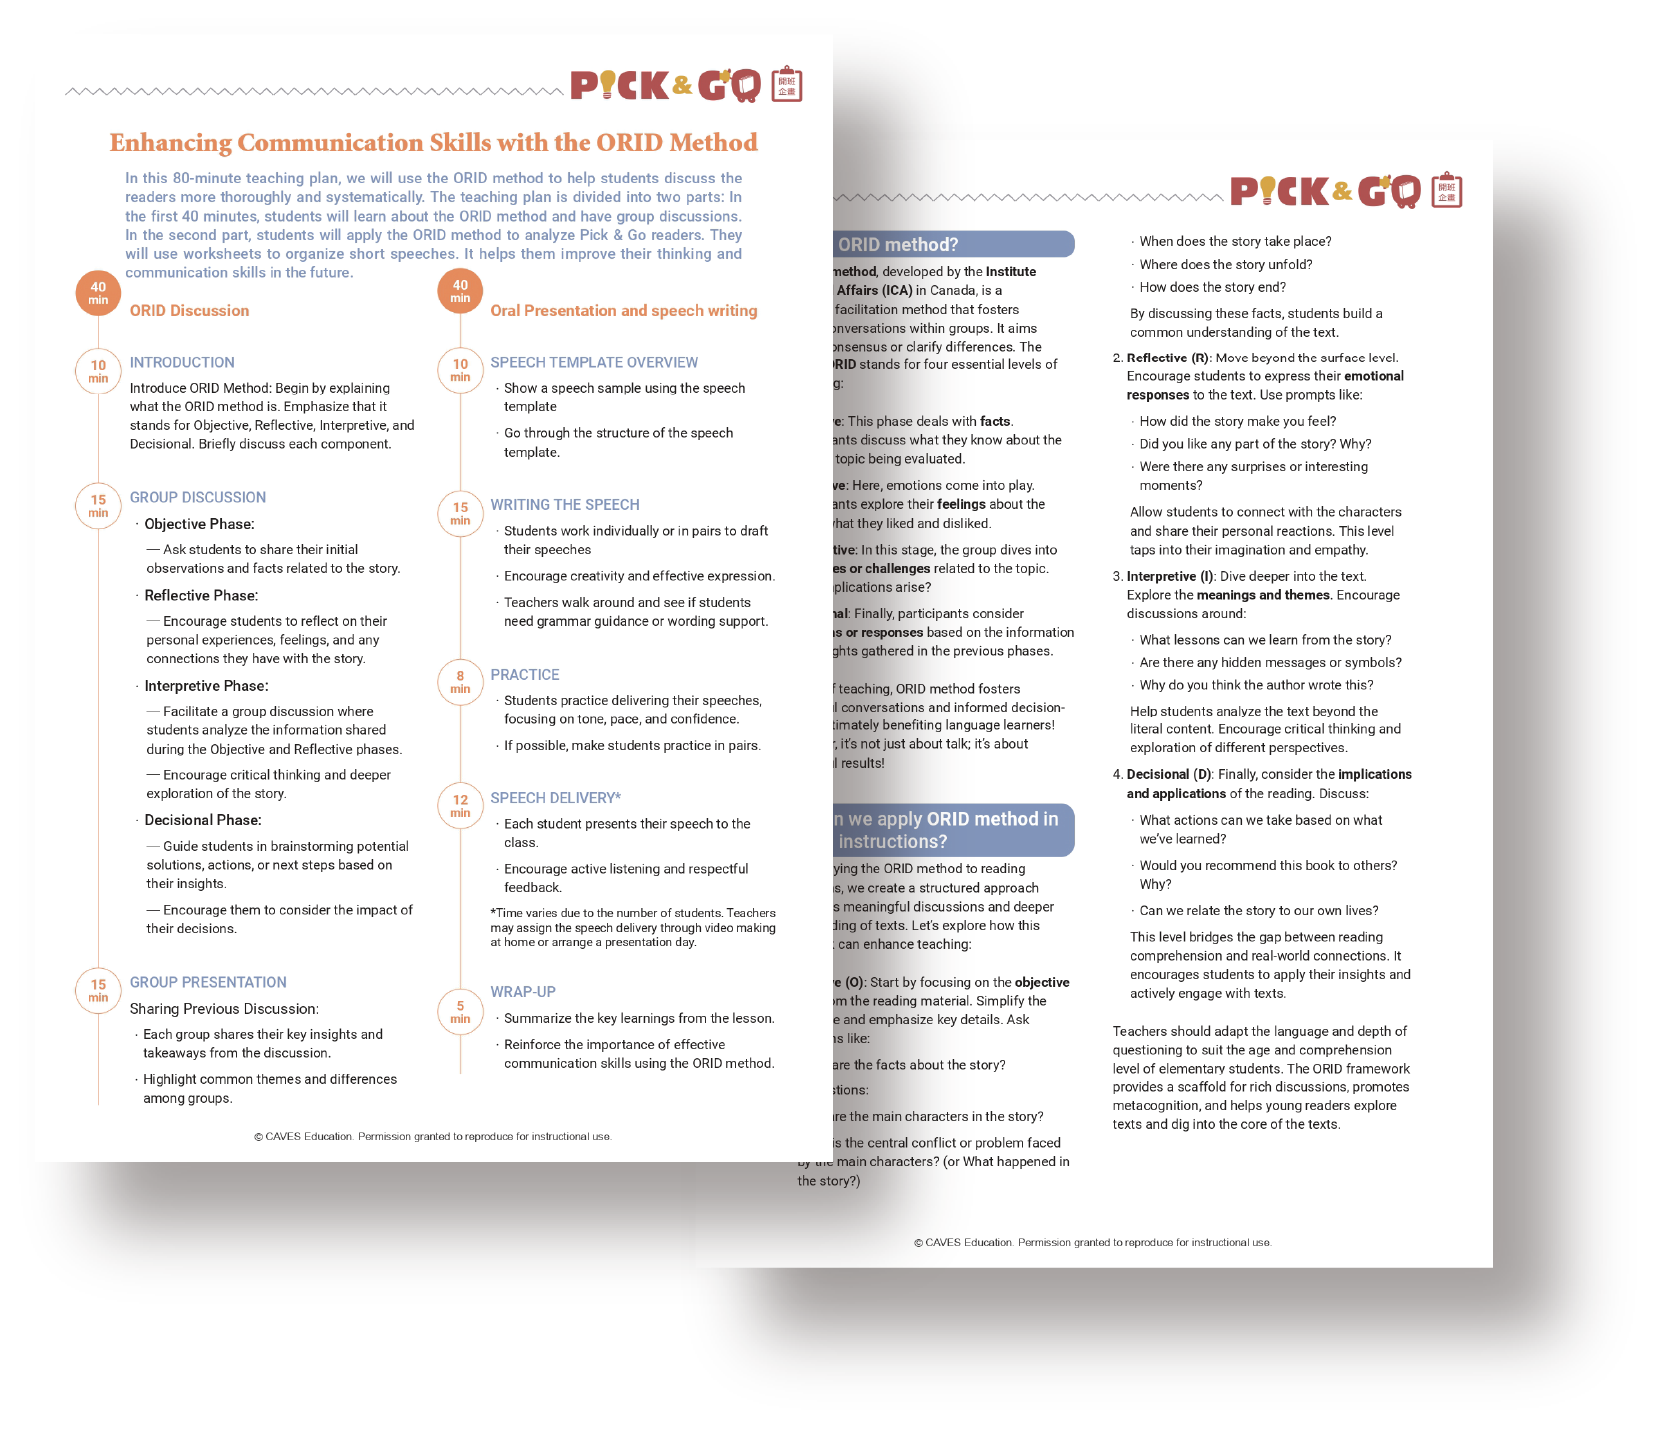 PICK & GO 開班
企畫
Enhancing Communication Skills with the ORID Method
In this 80-minute teaching plan, we will use the ORID method to help students discuss the
readers more thoroughly and systematically. The teaching plan is divided into two parts: In
the first 40 minutes, students will learn about the ORID method and have group discussions.
In the second part, students will apply the ORID method to analyze Pick & Go readers. They
will use worksheets to organize short speeches. It helps them improve their thinking and
communication skills in the future.
40
min
ORID Discussion
10
min
INTRODUCTION
Introduce ORID Method: Begin by explaining
what the ORID method is. Emphasize that it
stands for Objective, Reflective, Interpretive, and
Decisional. Briefly discuss each component.
15
min
GROUP DISCUSSION
· Objective Phase:
— Ask students to share their initial
observations and facts related to the story.
· Reflective Phase:
— Encourage students to reflect on their
personal experiences, feelings, and any
connections they have with the story.
· Interpretive Phase:
— Facilitate a group discussion where
students analyze the information shared
during the Objective and Reflective phases.
— Encourage critical thinking and deeper
exploration of the story.
· Decisional Phase:
— Guide students in brainstorming potential
solutions, actions, or next steps based on
their insights.
— Encourage them to consider the impact of
their decisions.
15
min
GROUP PRESENTATION
Sharing Previous Discussion:
· Each group shares their key insights and
takeaways from the discussion.
· Highlight common themes and differences
among groups.
40
min
Oral Presentation and speech writing
10
min
SPEECH TEMPLATE OVERVIEW
· Show a speech sample using the speech
template
· Go through the structure of the speech
template.
15
min
WRITING THE SPEECH
· Students work individually or in pairs to draft
their speeches
· Encourage creativity and effective expression.
· Teachers walk around and see if students
need grammar guidance or wording support.
8
min
PRACTICE
· Students practice delivering their speeches,
focusing on tone, pace, and confidence.
· If possible, make students practice in pairs.
12
min
SPEECH DELIVERY*
· Each student presents their speech to the
class.
· Encourage active listening and respectful
feedback.
*Time varies due to the number of students. Teachers
may assign the speech delivery through video making
at home or arrange a presentation day.
5
min
WRAP-UP
· Summarize the key learnings from the lesson.
· Reinforce the importance of effective
communication skills using the ORID method.
© CAVES Education. Permission granted to reproduce for instructional use.
PICK & GO 開班
企畫
ORID method?
method, developed by the Institute
Affairs (ICA) in Canada, is a
facilitation method that fosters
onversations within groups. It aims
onsensus or clarify differences. The
ORID stands for four essential levels of
g:
ve: This phase deals with facts.
ants discuss what they know about the
topic being evaluated.
ve: Here, emotions come into play.
ants explore their feelings about the
hat they liked and disliked.
tive: In this stage, the group dives into
es or challenges related to the topic.
plications arise?
nal: Finally, participants consider
ns or responses based on the information
ghts gathered in the previous phases.
f teaching, ORID method fosters
l conversations and informed decision-
timately benefiting language learners!
r, it's not just about talk; it's about
l results!
n we apply ORID method in
instructions?
ying the ORID method to reading
s, we create a structured approach
s meaningful discussions and deeper
ding of texts. Let's explore how this
k can enhance teaching:
ve (O): Start by focusing on the objective
om the reading material. Simplify the
e and emphasize key details. Ask
ns like:
are the facts about the story?
stions:
are the main characters in the story?
is the central conflict or problem faced
by the main characters? (or What happened in
the story?)
· When does the story take place?
· Where does the story unfold?
· How does the story end?
By discussing these facts, students build a
common understanding of the text.
2. Reflective (R): Move beyond the surface level.
Encourage students to express their emotional
responses to the text. Use prompts like:
· How did the story make you feel?
· Did you like any part of the story? Why?
· Were there any surprises or interesting
moments?
Allow students to connect with the characters
and share their personal reactions. This level
taps into their imagination and empathy.
3. Interpretive (I): Dive deeper into the text.
Explore the meanings and themes. Encourage
discussions around:
· What lessons can we learn from the story?
· Are there any hidden messages or symbols?
· Why do you think the author wrote this?
Help students analyze the text beyond the
literal content. Encourage critical thinking and
exploration of different perspectives.
4. Decisional (D): Finally, consider the implications
and applications of the reading. Discuss:
· What actions can we take based on what
we've learned?
· Would you recommend this book to others?
Why?
· Can we relate the story to our own lives?
This level bridges the gap between reading
comprehension and real-world connections. It
encourages students to apply their insights and
actively engage with texts.
Teachers should adapt the language and depth of
questioning to suit the age and comprehension
level of elementary students. The ORID framework
provides a scaffold for rich discussions, promotes
metacognition, and helps young readers explore
texts and dig into the core of the texts.
© CAVES Education. Permission granted to reproduce for instructional use.